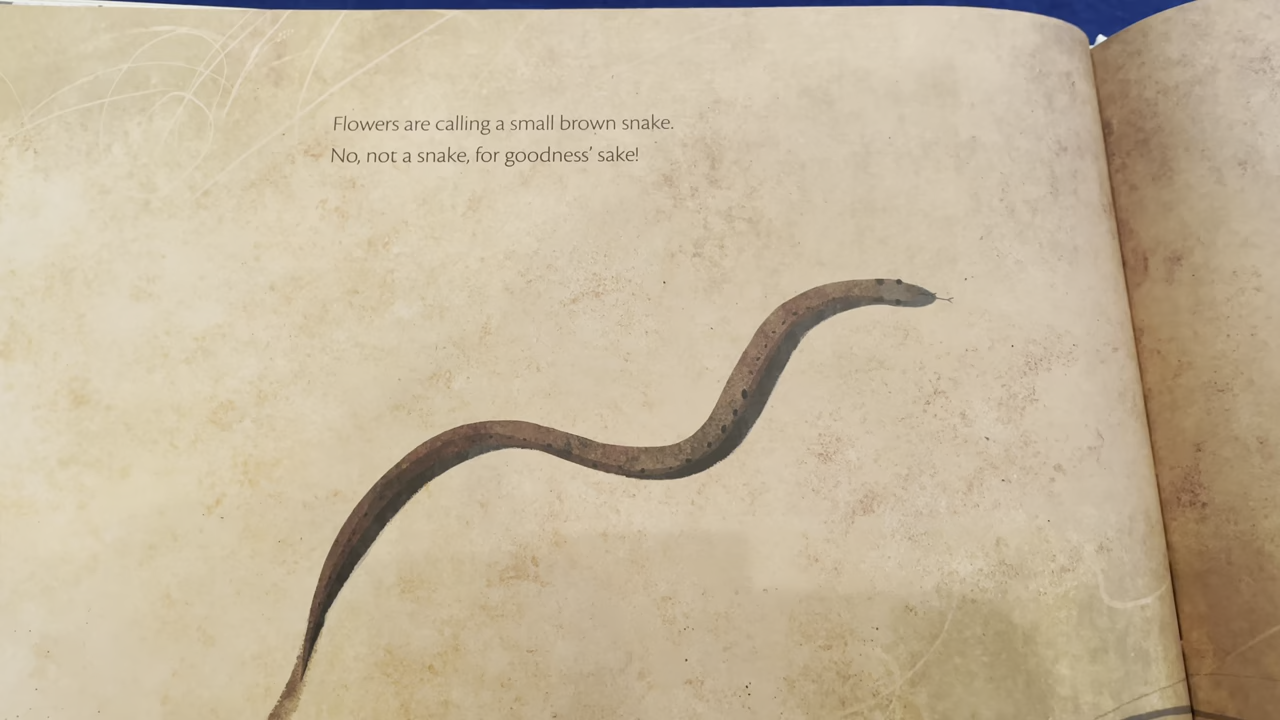 Flowers are calling a small brown snake.
No, not a snake, for goodness’ sake!